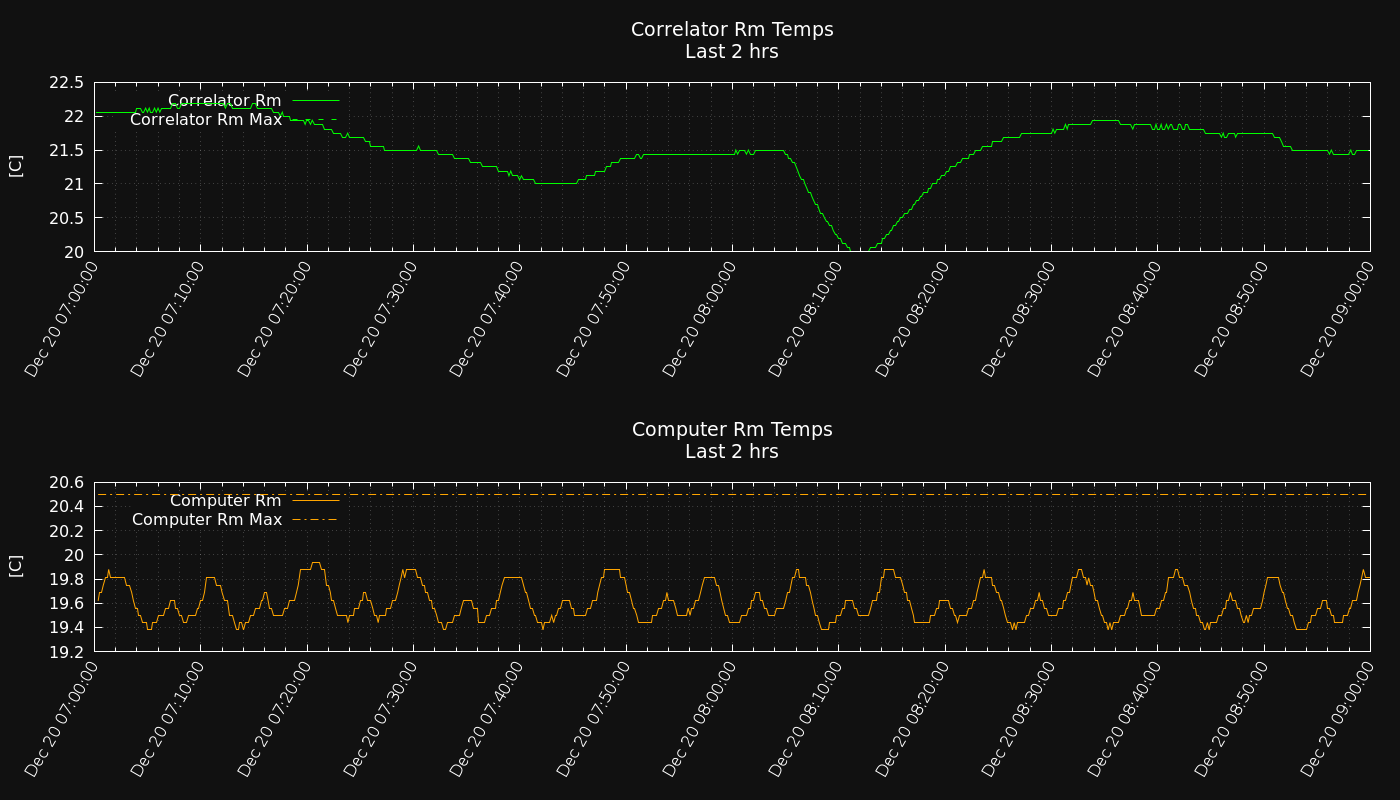 Correlator Rm Temps
Last 2 hrs
[C]
22.5
22
21.5
21
20.5
20
Correlator Rm
Correlator Rm Max
Dec 20 07:00:00
Dec 20 07:10:00
Dec 20 07:20:00
Dec 20 07:30:00
Dec 20 07:40:00
Dec 20 07:50:00
Dec 20 08:00:00
Dec 20 08:10:00
Dec 20 08:20:00
Dec 20 08:30:00
Dec 20 08:40:00
Dec 20 08:50:00
Dec 20 09:00:00
Computer Rm Temps
Last 2 hrs
[C]
20.6
20.4
20.2
20
19.8
19.6
19.4
19.2
Computer Rm
Computer Rm Max
Dec 20 07:00:00
Dec 20 07:10:00
Dec 20 07:20:00
Dec 20 07:30:00
Dec 20 07:40:00
Dec 20 07:50:00
Dec 20 08:00:00
Dec 20 08:10:00
Dec 20 08:20:00
Dec 20 08:30:00
Dec 20 08:40:00
Dec 20 08:50:00
Dec 20 09:00:00